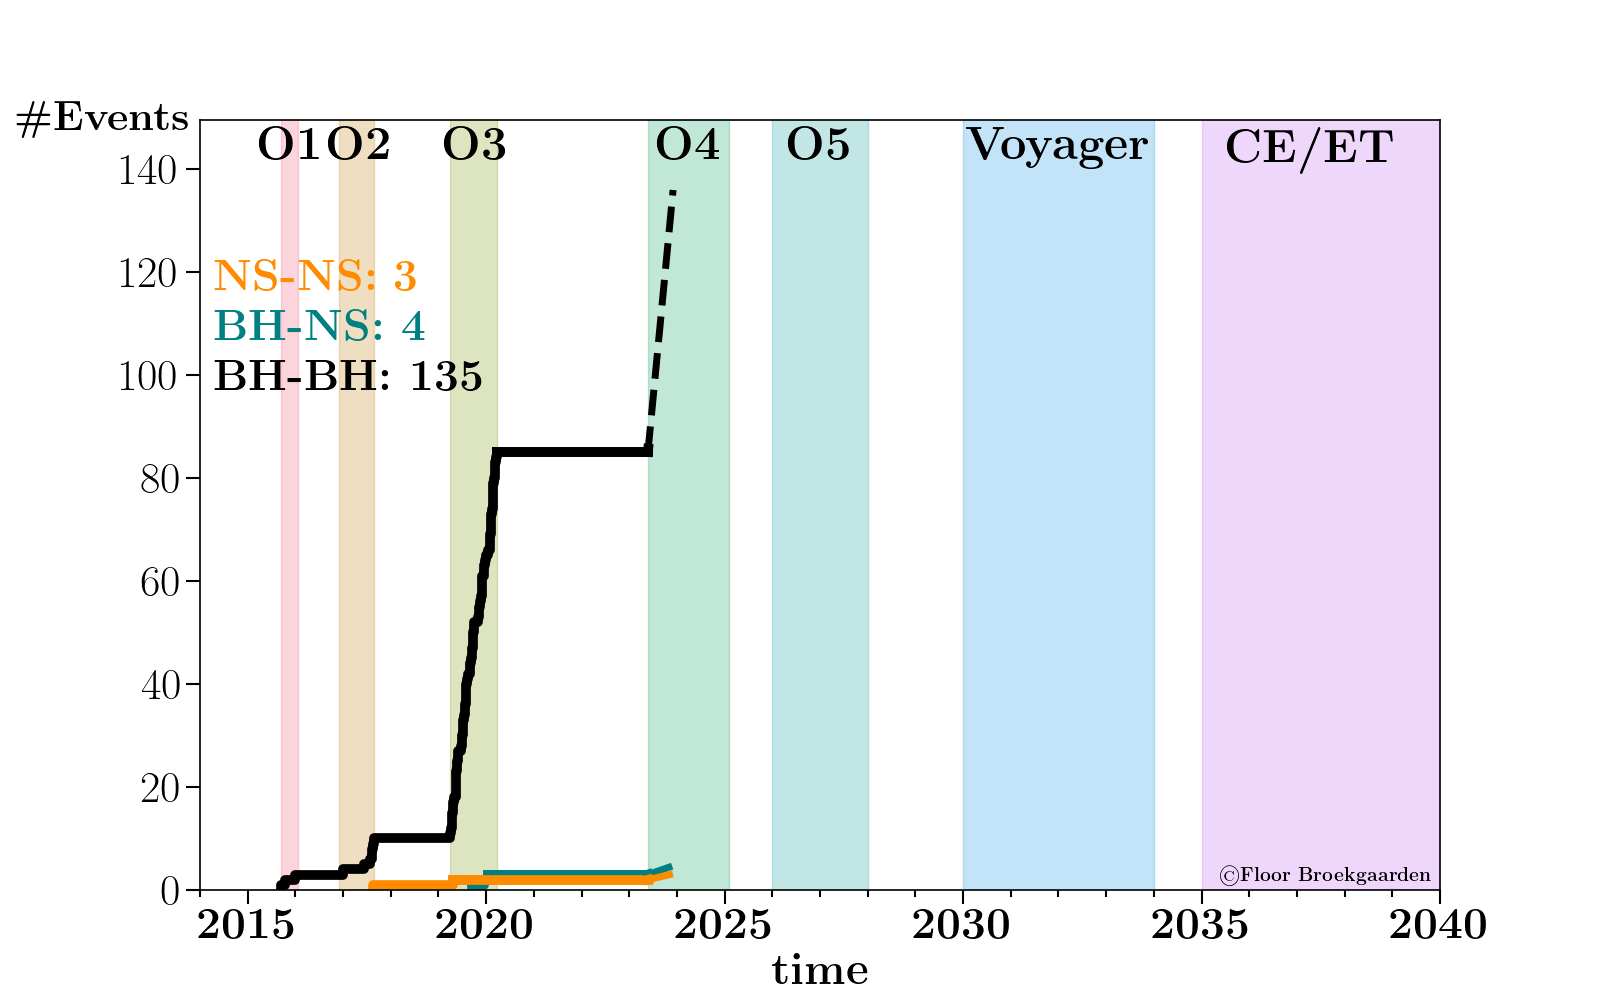 #Events
O1 O2 O3 O4 O5 Voyager CE/ET
140
120
100
80
60
40
20
0
NS-NS: 3
BH-NS: 4
BH-BH: 135
©Floor Broekgaarden
2015 2020 2025 2030 2035 2040
time